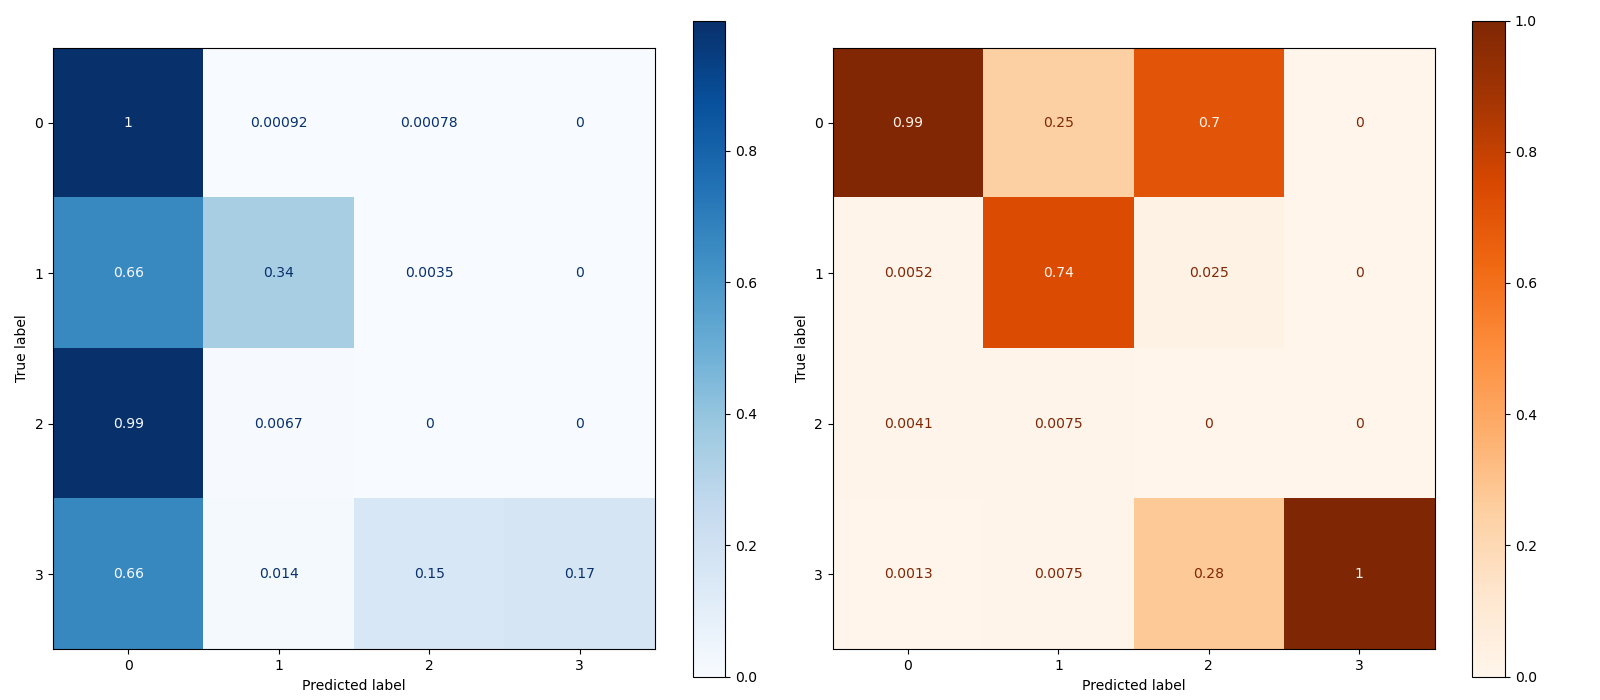 0 1 0.00092 0.00078 0
1 0.66 0.34 0.0035 0
2 0.99 0.0067 0 0
3 0.66 0.014 0.15 0.17
0 1 2 3
True label
Predicted label
0.8
0.6
0.4
0.2
0.0
0 0.99 0.25 0.7 0
1 0.0052 0.74 0.025 0
2 0.0041 0.0075 0 0
3 0.0013 0.0075 0.28 1
0 1 2 3
True label
Predicted label
1.0
0.8
0.6
0.4
0.2
0.0